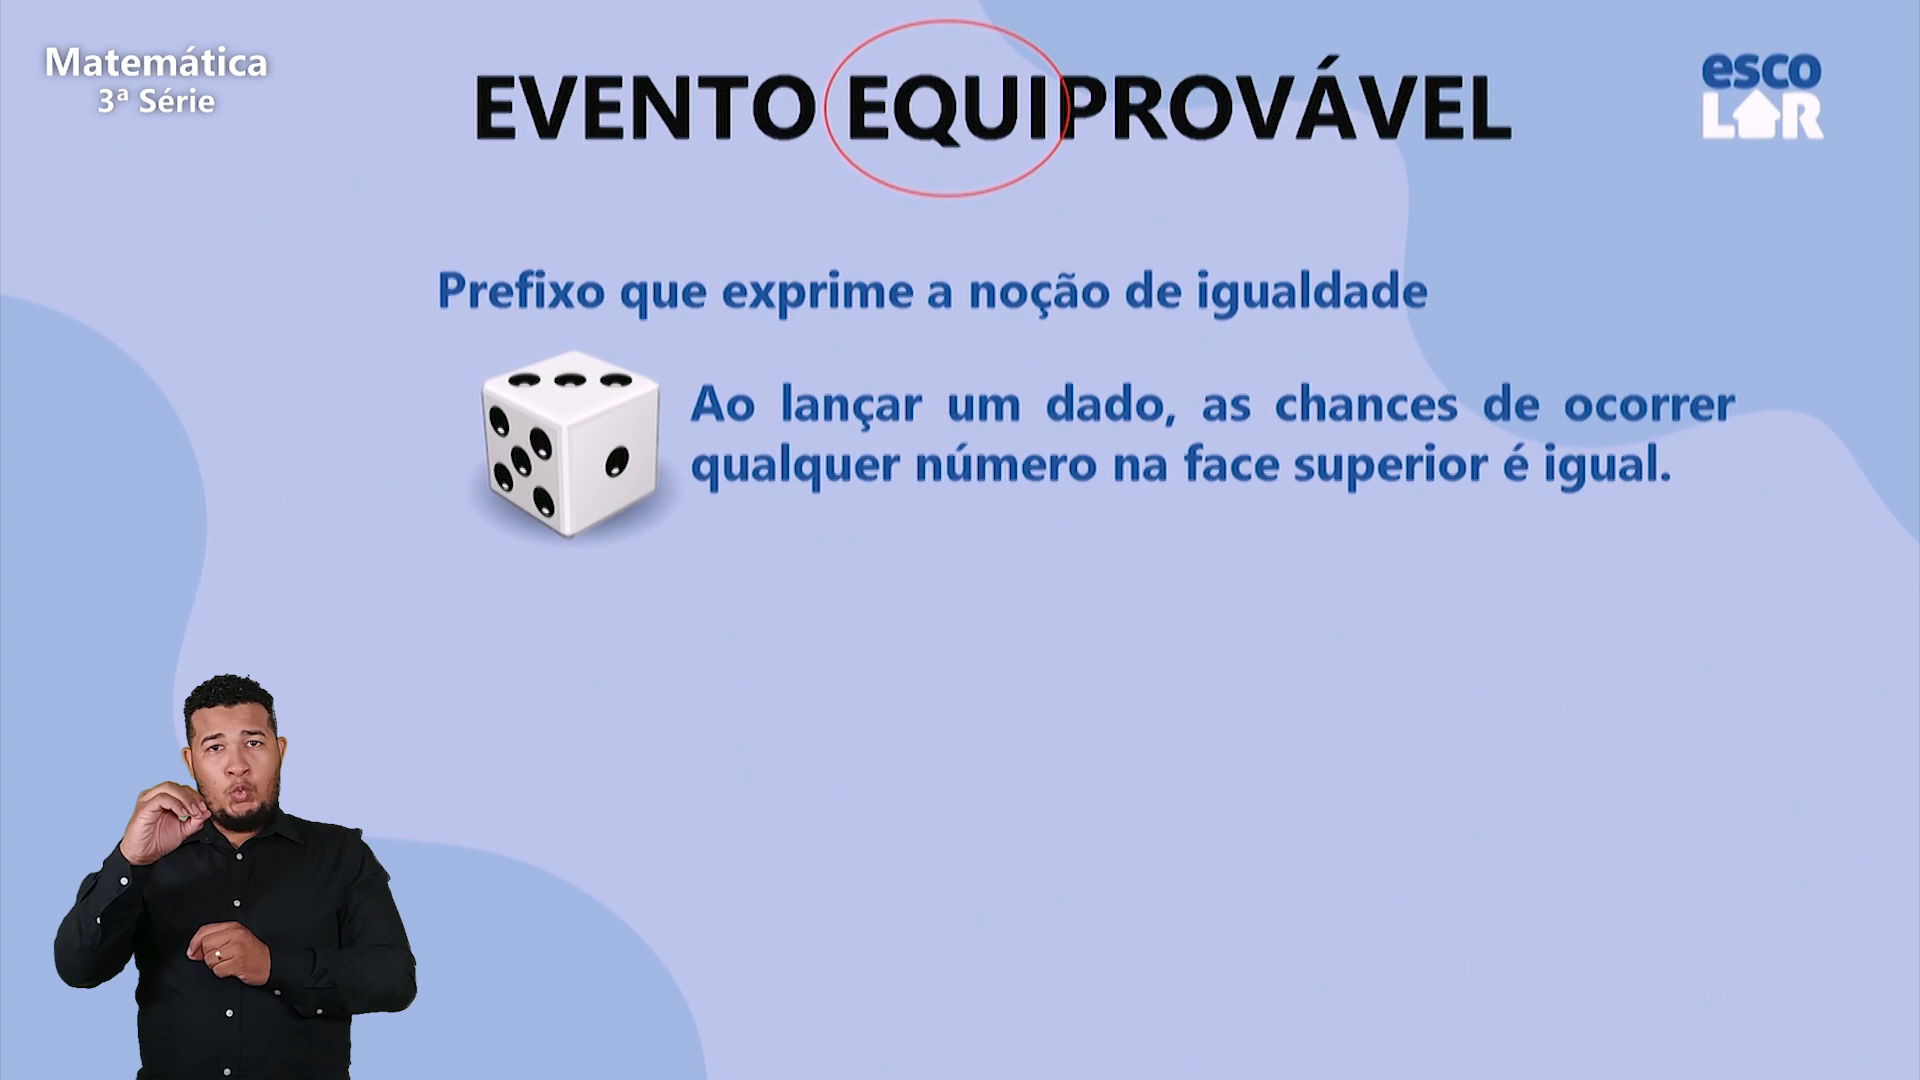 Matemática
3ª Série
EVENTO EQUIPROVÁVEL
esco
LAR
Prefixo que exprime a noção de igualdade
Ao lançar um dado, as chances de ocorrer
qualquer número na face superior é igual.